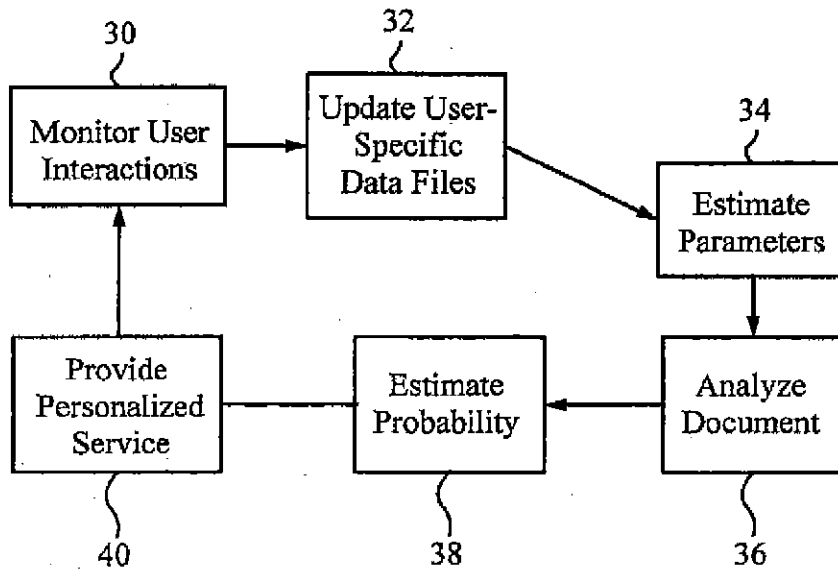 30
Monitor User
Interactions
32
Update User-
Specific
Data Files
34
Estimate
Parameters
Provide
Personalized
Service
40
Estimate
Probability
38
Analyze
Document
36